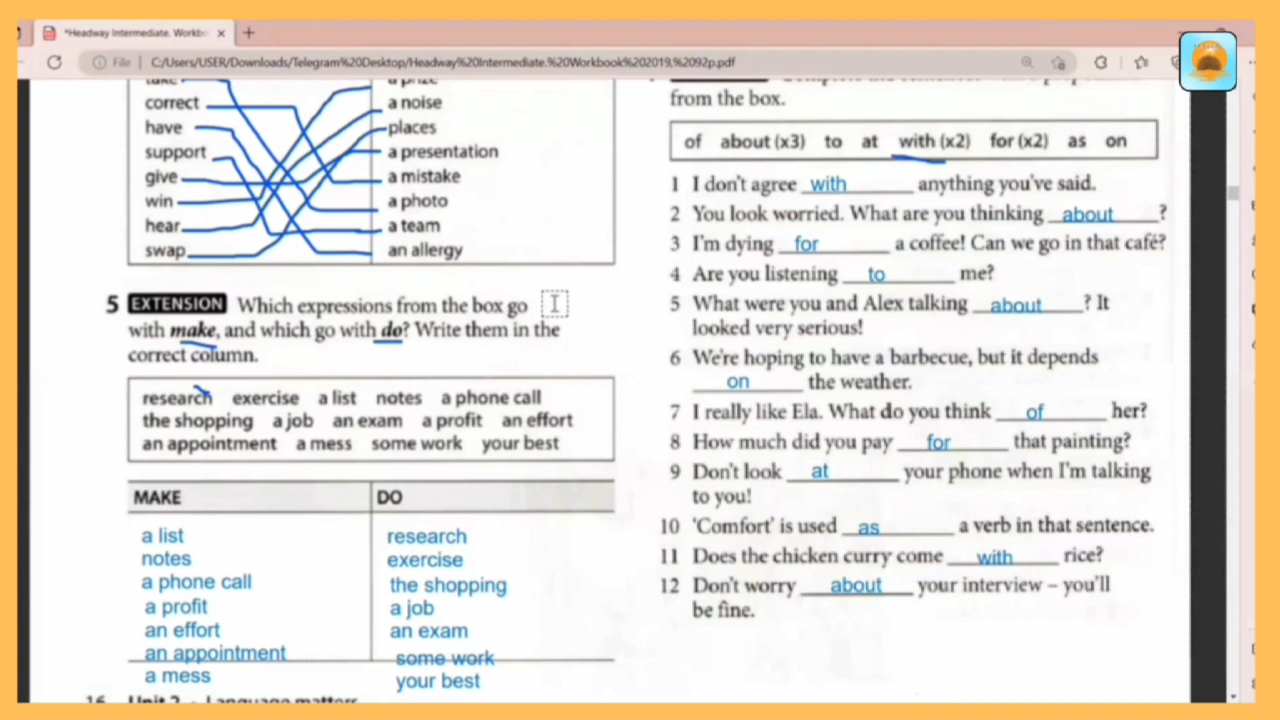 *Headway Intermediate. Workbo
File C:/Users/USER/Downloads/Telegram%20Desktop/Headway%20Intermediate.%20Workbook%202019,%2092p.pdf
take a prize
correct a noise
have places
support a presentation
give a mistake
win a photo
hear a team
swap an allergy
5 EXTENSION Which expressions from the box go
with make, and which go with do? Write them in the
correct column.
research exercise a list notes a phone call
the shopping a job an exam a profit an effort
an appointment a mess some work your best
MAKE DO
a list research
notes exercise
a phone call the shopping
a profit a job
an effort an exam
an appointment some work
a mess your best
16 Unit 2 • Language matters
from the box.
of about (x3) to at with (x2) for (x2) as on
1 I don't agree with anything you've said.
2 You look worried. What are you thinking about ?
3 I'm dying for a coffee! Can we go in that café?
4 Are you listening to me?
5 What were you and Alex talking about ? It
looked very serious!
6 We're hoping to have a barbecue, but it depends
on the weather.
7 I really like Ela. What do you think of her?
8 How much did you pay for that painting?
9 Don't look at your phone when I'm talking
to you!
10 'Comfort' is used as a verb in that sentence.
11 Does the chicken curry come with rice?
12 Don't worry about your interview – you'll
be fine.